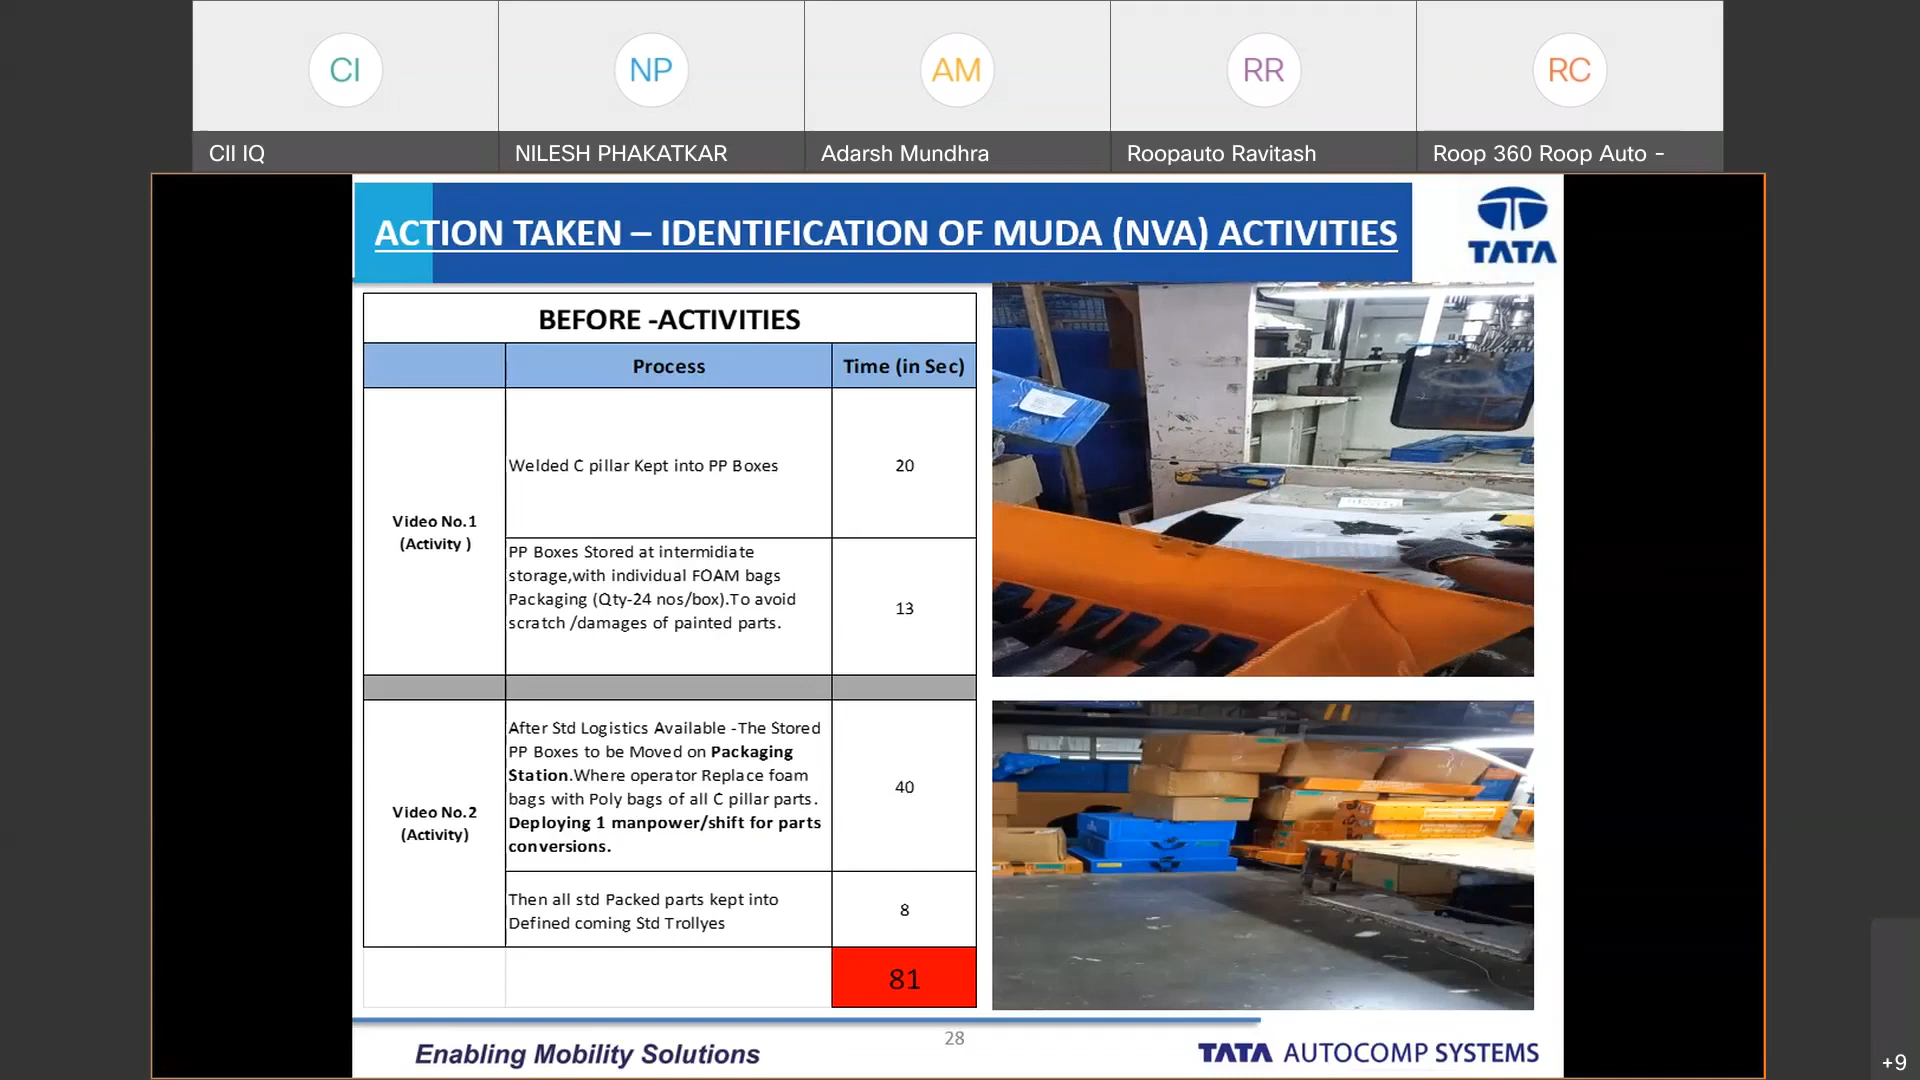 CI
NP
AM
RR
RC
CII IQ
NILESH PHAKATKAR
Adarsh Mundhra
Roopauto Ravitash
Roop 360 Roop Auto -
ACTION TAKEN – IDENTIFICATION OF MUDA (NVA) ACTIVITIES
TATA
BEFORE -ACTIVITIES
Process
Time (in Sec)
Video No.1
(Activity )
Welded C pillar Kept into PP Boxes
20
PP Boxes Stored at intermidiate
storage,with individual FOAM bags
Packaging (Qty-24 nos/box).To avoid
scratch /damages of painted parts.
13
Video No.2
(Activity)
After Std Logistics Available -The Stored
PP Boxes to be Moved on Packaging
Station.Where operator Replace foam
bags with Poly bags of all C pillar parts.
Deploying 1 manpower/shift for parts
conversions.
40
Then all std Packed parts kept into
Defined coming Std Trollyes
8
81
28
Enabling Mobility Solutions
TATA AUTOCOMP SYSTEMS
+9